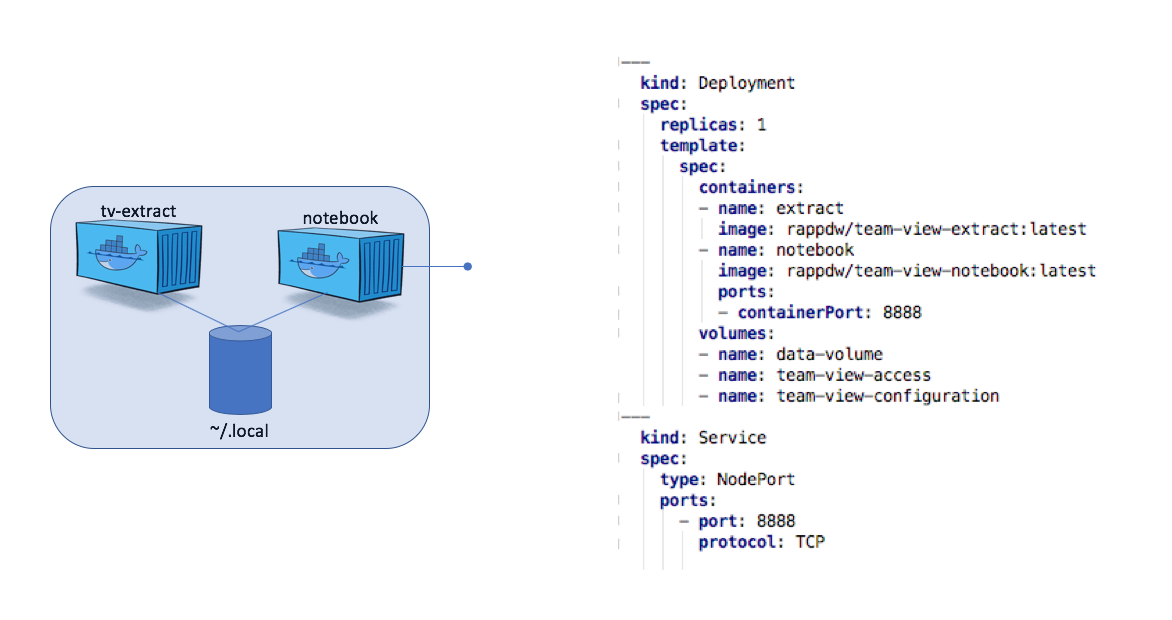 tv-extract
notebook
~/.local
---
kind: Deployment
spec:
replicas: 1
template:
spec:
containers:
- name: extract
image: rappdw/team-view-extract:latest
- name: notebook
image: rappdw/team-view-notebook:latest
ports:
- containerPort: 8888
volumes:
- name: data-volume
- name: team-view-access
- name: team-view-configuration
---
kind: Service
spec:
type: NodePort
ports:
- port: 8888
protocol: TCP